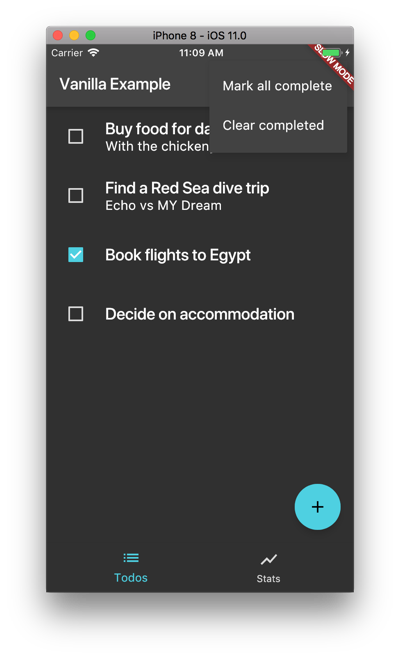 iPhone 8 - iOS 11.0
Carrier 11:09 AM
SLOW MODE
Vanilla Example
Mark all complete
Clear completed
Buy food for da
With the chicken,
Find a Red Sea dive trip
Echo vs MY Dream
Book flights to Egypt
Decide on accommodation
+
Todos
Stats